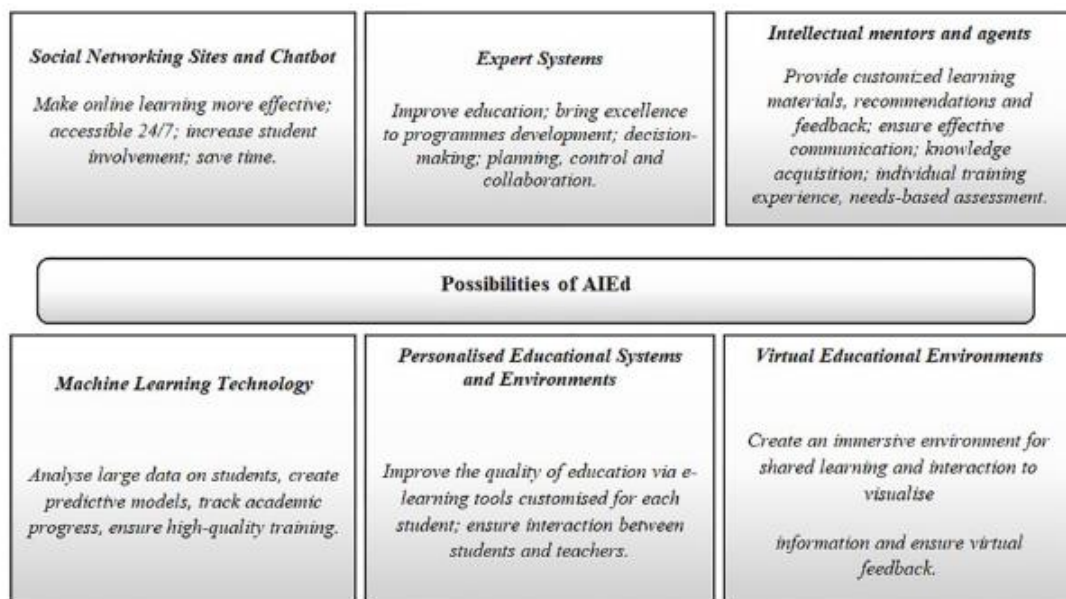 Social Networking Sites and Chatbot
Make online learning more effective;
accessible 24/7; increase student
involvement; save time.
Expert Systems
Improve education; bring excellence
to programmes development; decision-
making; planning, control and
collaboration.
Intellectual mentors and agents
Provide customized learning
materials, recommendations and
feedback; ensure effective
communication; knowledge
acquisition; individual training
experience, needs-based assessment.
Possibilities of AIEd
Machine Learning Technology
Analyse large data on students, create
predictive models, track academic
progress, ensure high-quality training.
Personalised Educational Systems
and Environments
Improve the quality of education via e-
learning tools customised for each
student; ensure interaction between
students and teachers.
Virtual Educational Environments
Create an immersive environment for
shared learning and interaction to
visualise
information and ensure virtual
feedback.